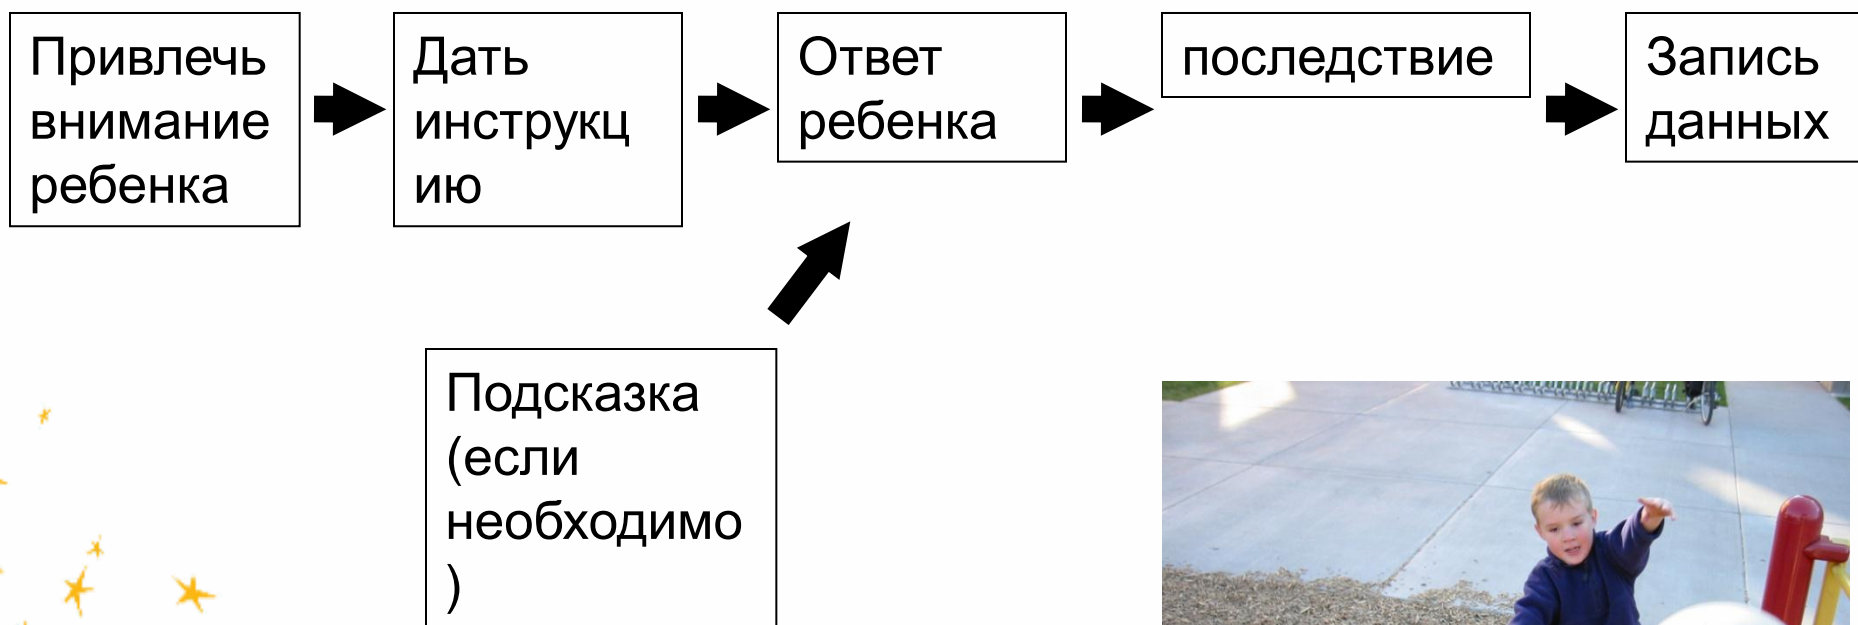 Привлечь
внимание
ребенка
Дать
инструкц
ию
Ответ
ребенка
последствие
Запись
данных
Подсказка
(если
необходимо
)